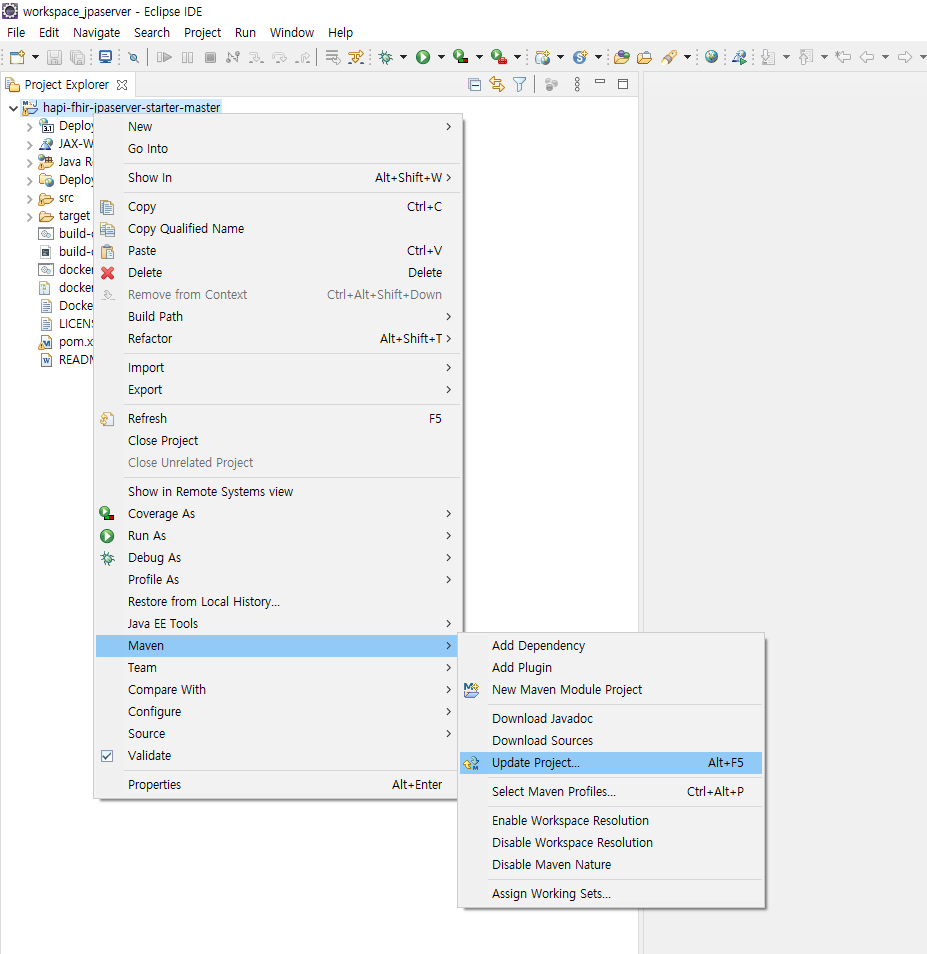 workspace_jpaserver - Eclipse IDE
File Edit Navigate Search Project Run Window Help
Project Explorer
hapi-fhir-jpaserver-starter-master
Deploy
JAX-W
Java R
Deploy
src
target
build-
build-
docker
docker
Docke
LICENS
pom.x
READM
New
Go Into
Show In Alt+Shift+W
Copy Ctrl+C
Copy Qualified Name
Paste Ctrl+V
Delete Delete
Remove from Context Ctrl+Alt+Shift+Down
Build Path
Refactor Alt+Shift+T
Import
Export
Refresh F5
Close Project
Close Unrelated Project
Show in Remote Systems view
Coverage As
Run As
Debug As
Profile As
Restore from Local History...
Java EE Tools
Maven
Team
Compare With
Configure
Source
Validate
Properties Alt+Enter
Add Dependency
Add Plugin
New Maven Module Project
Download Javadoc
Download Sources
Update Project... Alt+F5
Select Maven Profiles... Ctrl+Alt+P
Enable Workspace Resolution
Disable Workspace Resolution
Disable Maven Nature
Assign Working Sets...